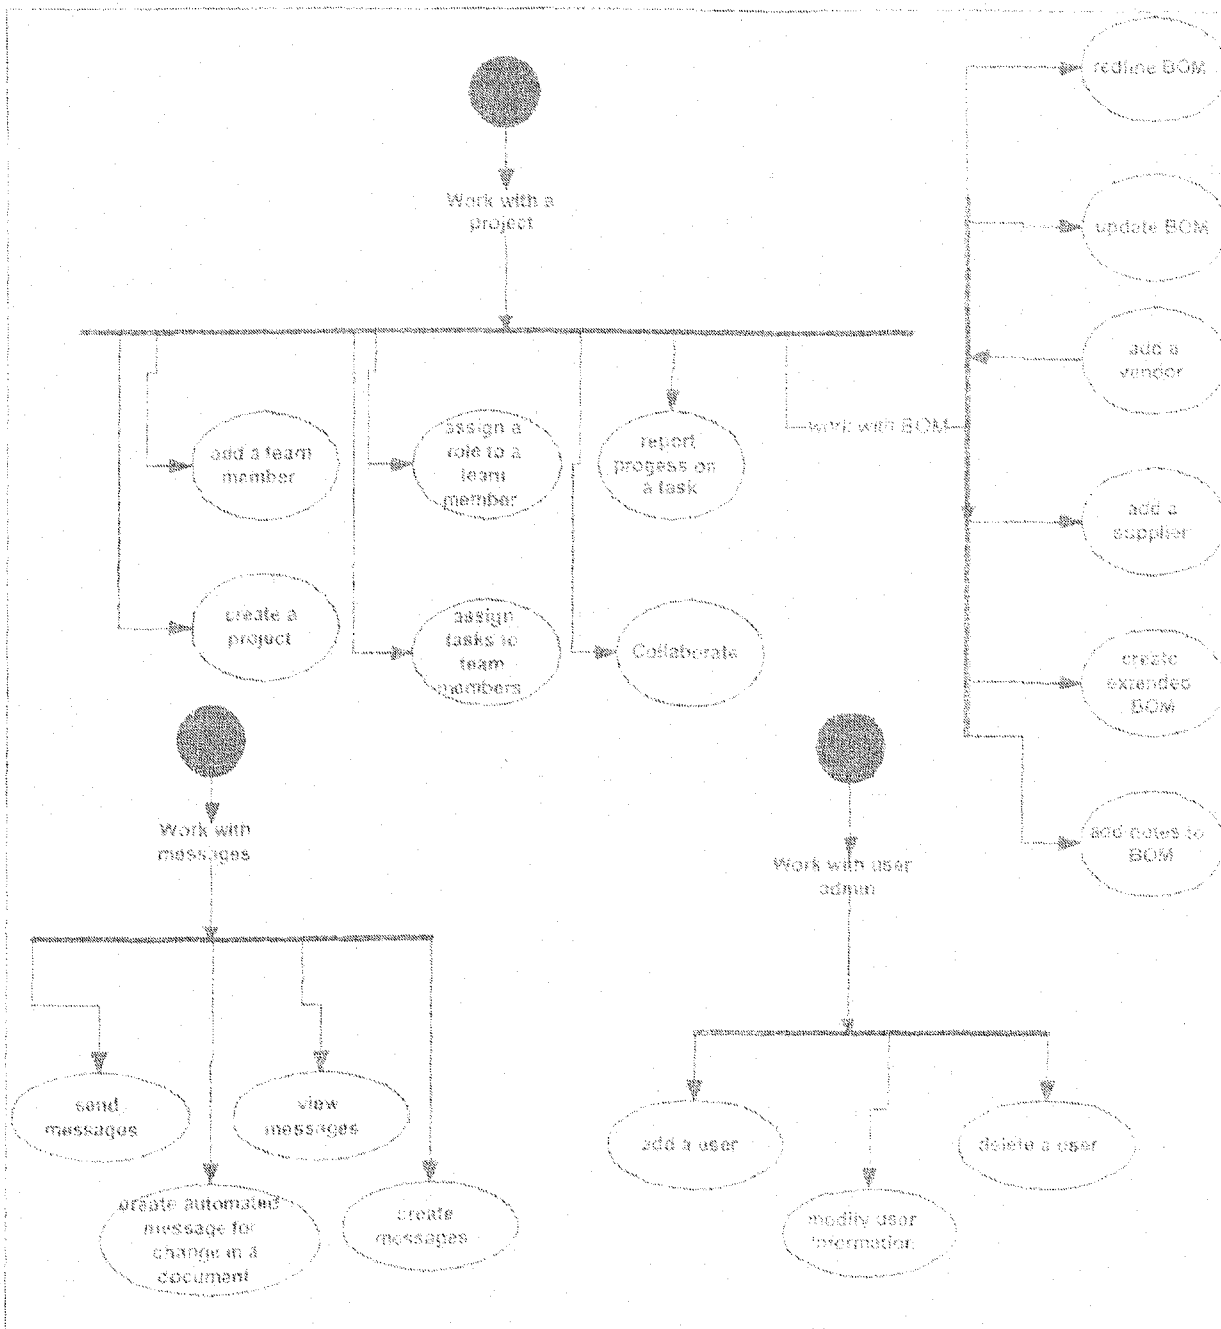 redline BOM
Work with a
project
update BOM
add a
vendor
work with BOM
add a team
member
assign a
role to a
team
member
report
progess on
a task
add a
supplier
create a
project
assign
tasks to
team
members
Collaborate
create
extended
BOM
Work with
messages
Work with user
admin
add notes to
BOM
send
messages
view
messages
create automated
message for
change in a
document
create
messages
add a user
modify user
information
delete a user